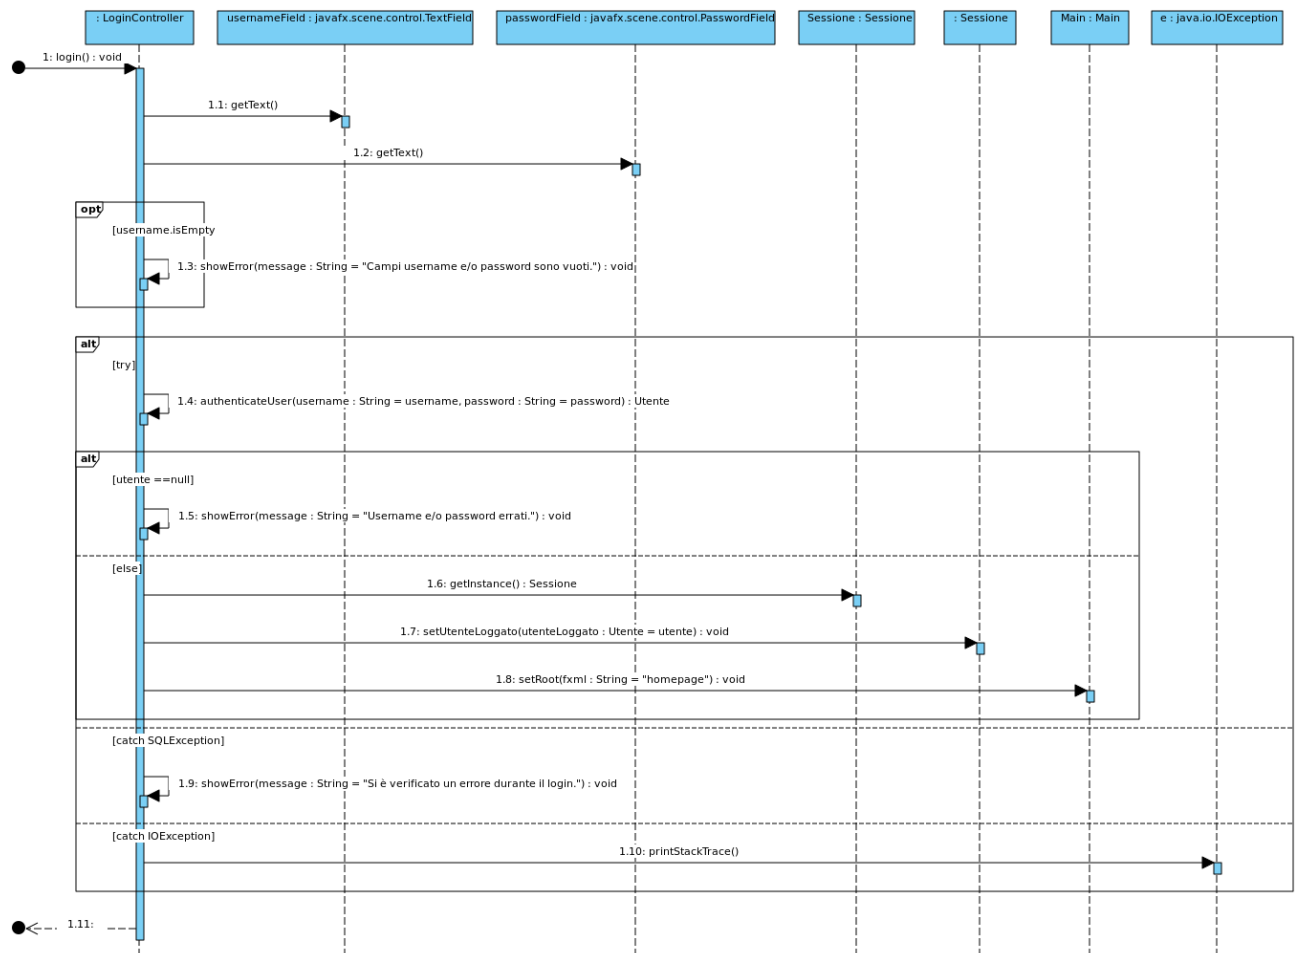 : LoginController
usernameField : javafx.scene.control.TextField
passwordField : javafx.scene.control.PasswordField
Sessione : Sessione
: Sessione
Main : Main
e : java.io.IOException
1: login() : void
1.1: getText()
1.2: getText()
opt
[username.isEmpty
1.3: showError(message : String = "Campi username e/o password sono vuoti.") : void
alt
[try]
1.4: authenticateUser(username : String = username, password : String = password) : Utente
alt
[utente ==null]
1.5: showError(message : String = "Username e/o password errati.") : void
[else]
1.6: getInstance() : Sessione
1.7: setUtenteLoggato(utenteLoggato : Utente = utente) : void
1.8: setRoot(fxml : String = "homepage") : void
[catch SQLException]
1.9: showError(message : String = "Si è verificato un errore durante il login.") : void
[catch IOException]
1.10: printStackTrace()
1.11: